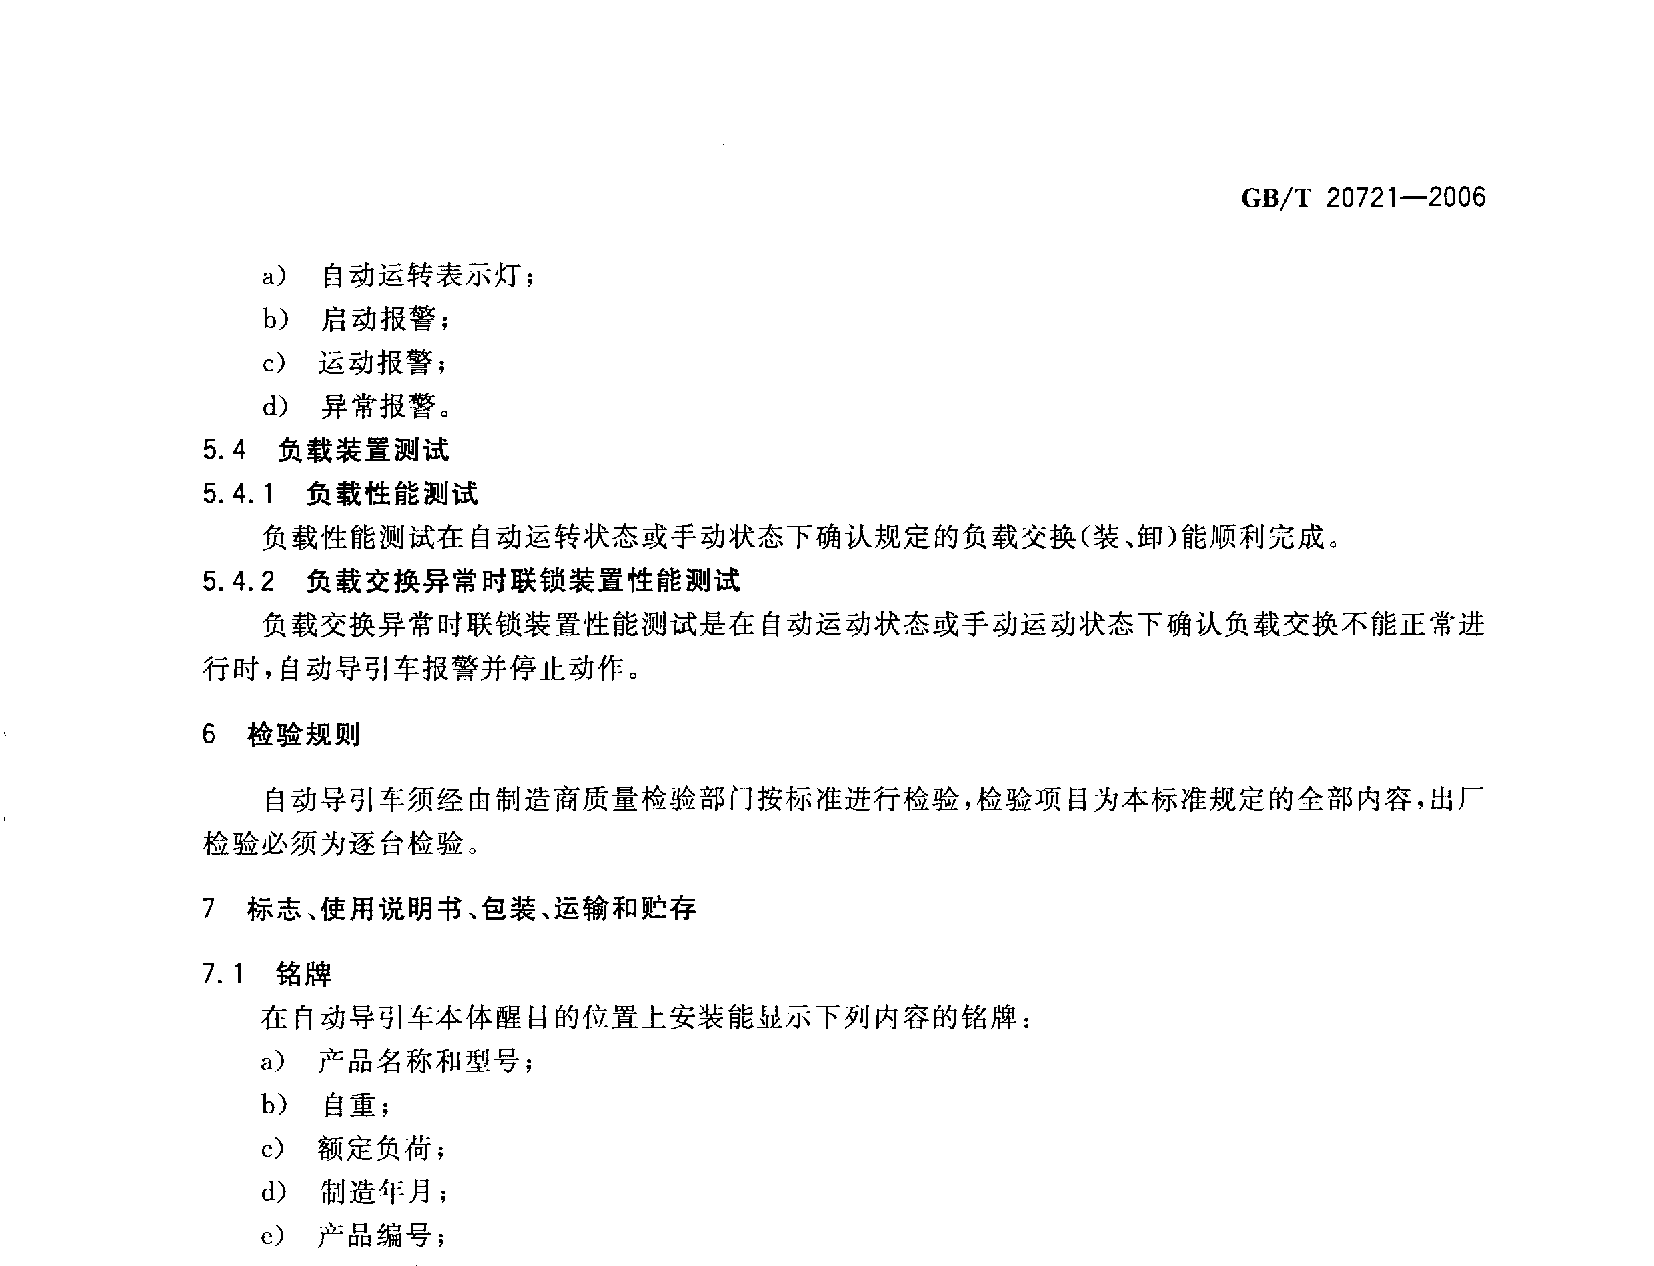 GB/T 20721—2006
a) 自动运转表示灯；
b) 启动报警；
c) 运动报警；
d) 异常报警。
5.4 负载装置测试
5.4.1 负载性能测试
负载性能测试在自动运转状态或手动状态下确认规定的负载交换(装、卸)能顺利完成。
5.4.2 负载交换异常时联锁装置性能测试
负载交换异常时联锁装置性能测试是在自动运动状态或手动运动状态下确认负载交换不能正常进
行时，自动导引车报警并停止动作。
6 检验规则
自动导引车须经由制造商质量检验部门按标准进行检验，检验项目为本标准规定的全部内容，出厂
检验必须为逐台检验。
7 标志、使用说明书、包装、运输和贮存
7.1 铭牌
在自动导引车本体醒目的位置上安装能显示下列内容的铭牌：
a) 产品名称和型号；
b) 自重；
c) 额定负荷；
d) 制造年月；
e) 产品编号；